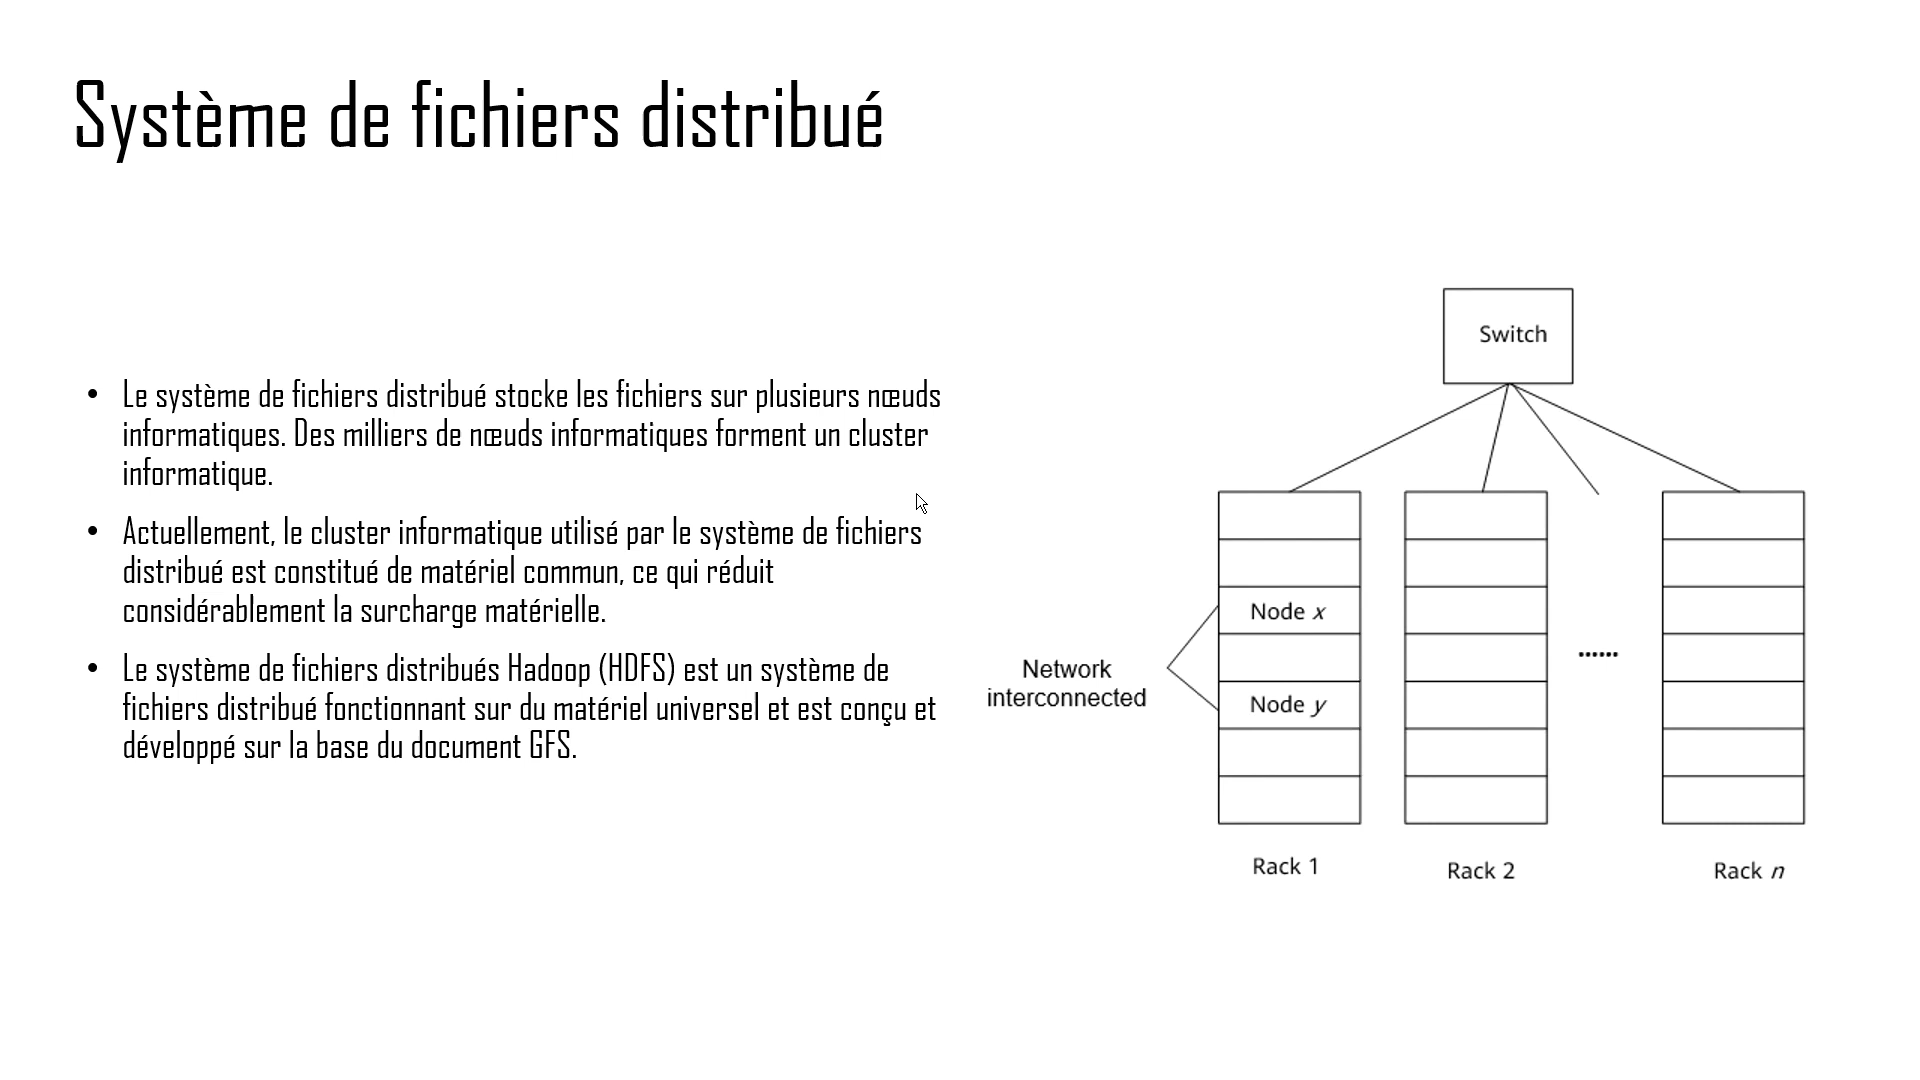 Système de fichiers distribué
• Le système de fichiers distribué stocke les fichiers sur plusieurs nœuds
informatiques. Des milliers de nœuds informatiques forment un cluster
informatique.
• Actuellement, le cluster informatique utilisé par le système de fichiers
distribué est constitué de matériel commun, ce qui réduit
considérablement la surcharge matérielle.
• Le système de fichiers distribués Hadoop (HDFS) est un système de
fichiers distribué fonctionnant sur du matériel universel et est conçu et
développé sur la base du document GFS.
Switch
Node x
Network
interconnected
Node y
......
Rack 1
Rack 2
Rack n